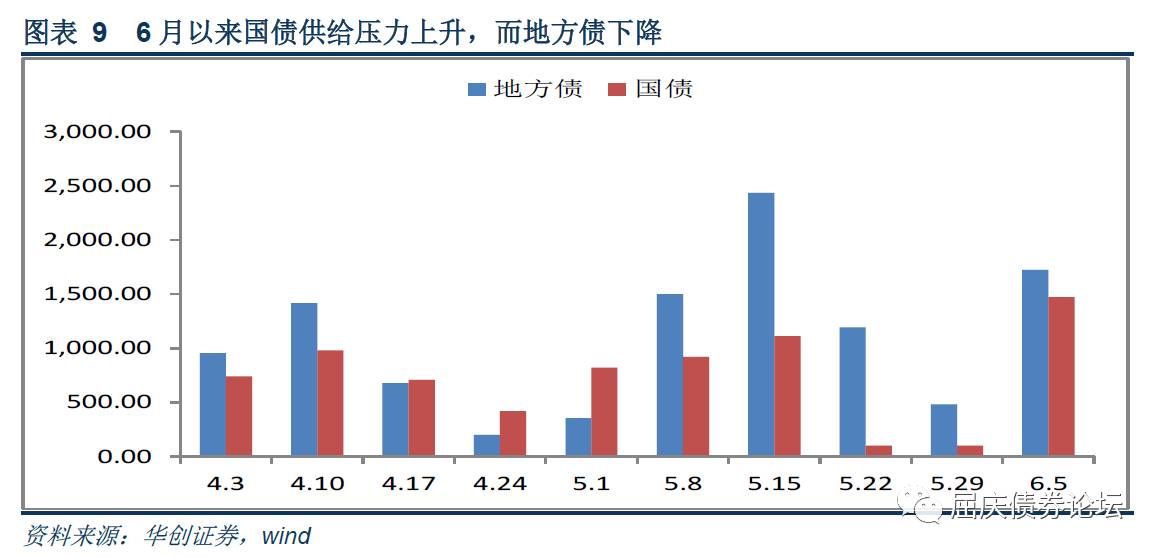 图表 9 6月以来国债供给压力上升，而地方债下降
地方债 国债
3,000.00
2,500.00
2,000.00
1,500.00
1,000.00
500.00
0.00
4.3 4.10 4.17 4.24 5.1 5.8 5.15 5.22 5.29 6.5
屈庆债券论坛
资料来源：华创证券，wind